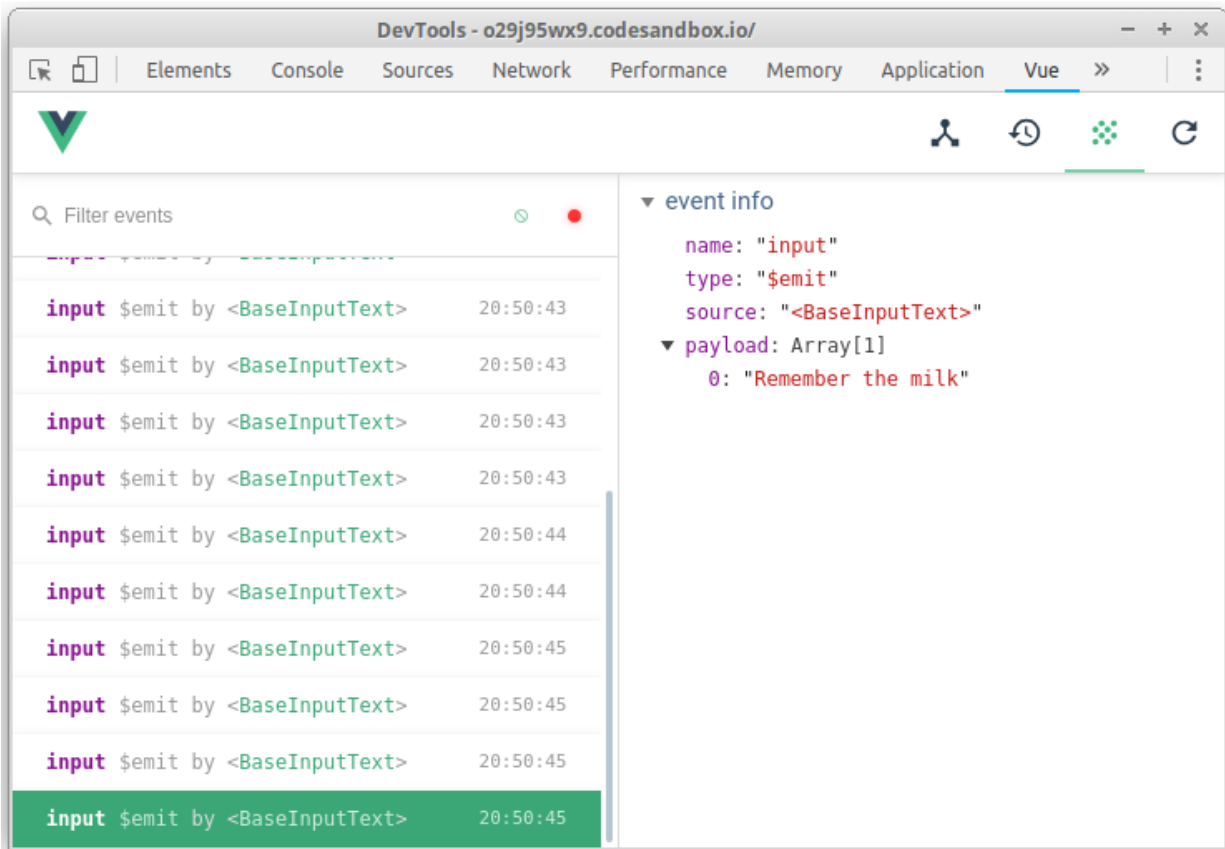 DevTools - o29j95wx9.codesandbox.io/
Elements Console Sources Network Performance Memory Application Vue »
Filter events
input $emit by <BaseInputText>
input $emit by <BaseInputText> 20:50:43
input $emit by <BaseInputText> 20:50:43
input $emit by <BaseInputText> 20:50:43
input $emit by <BaseInputText> 20:50:43
input $emit by <BaseInputText> 20:50:44
input $emit by <BaseInputText> 20:50:44
input $emit by <BaseInputText> 20:50:45
input $emit by <BaseInputText> 20:50:45
input $emit by <BaseInputText> 20:50:45
input $emit by <BaseInputText> 20:50:45
event info
name: "input"
type: "$emit"
source: "<BaseInputText>"
payload: Array[1]
0: "Remember the milk"